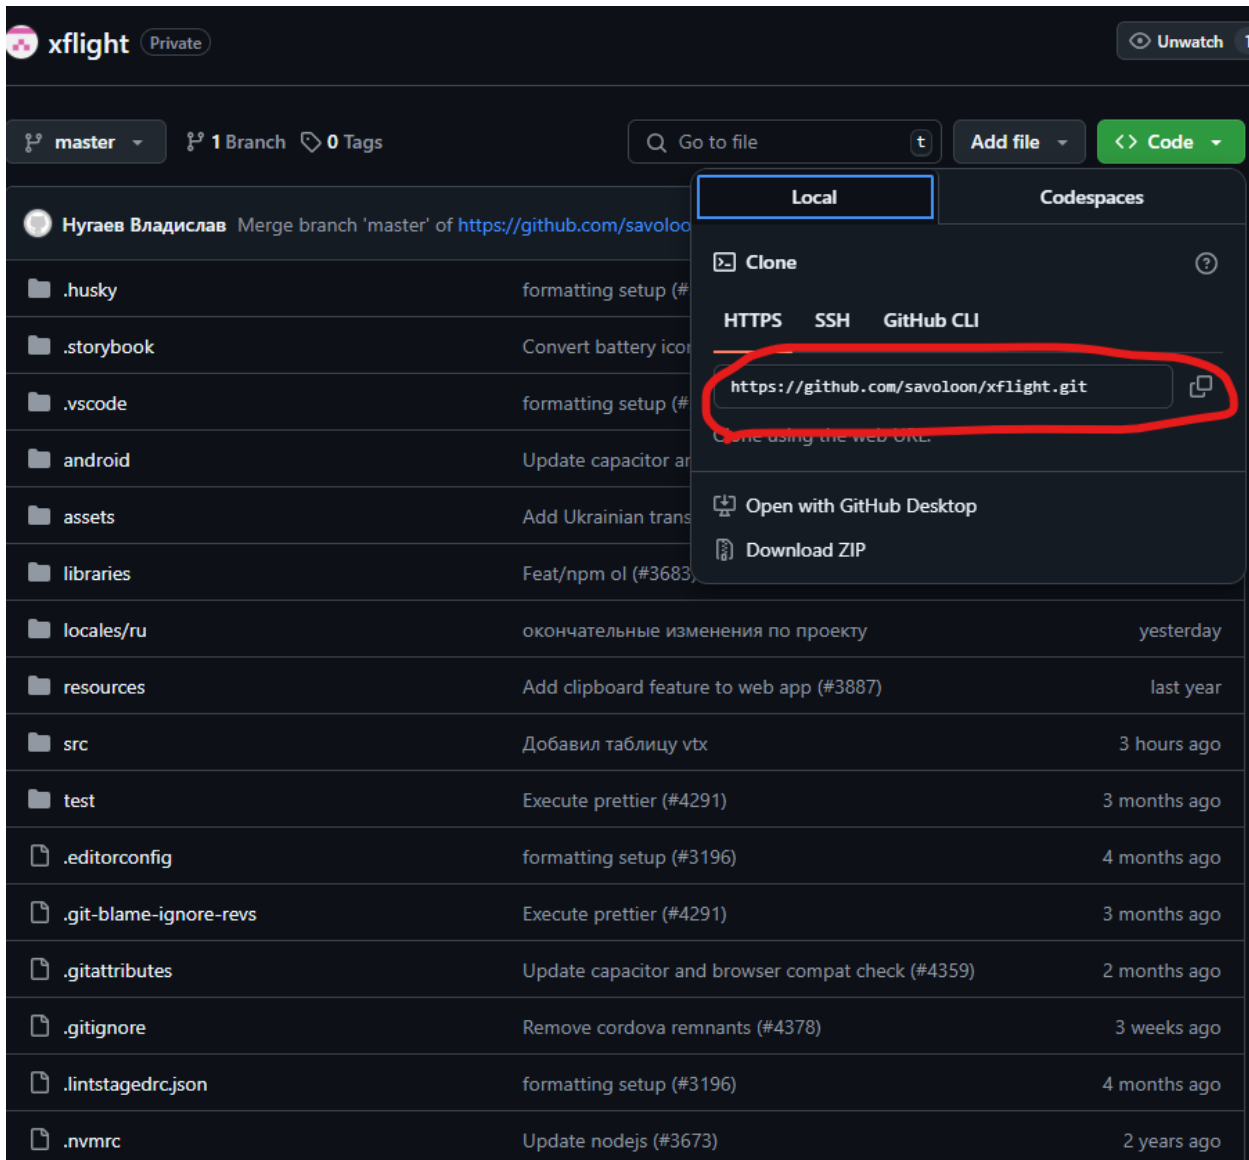 xflight Private Unwatch 1
master 1 Branch 0 Tags Go to file t Add file <> Code
Local Codespaces
Нугаев Владислав Merge branch 'master' of https://github.com/savoloo
Clone
HTTPS SSH GitHub CLI
https://github.com/savoloon/xflight.git
Clone using the web URL.
Open with GitHub Desktop
Download ZIP
.husky formatting setup (#
.storybook Convert battery ico
.vscode formatting setup (#
android Update capacitor a
assets Add Ukrainian trans
libraries Feat/npm ol (#3683)
locales/ru окончательные изменения по проекту yesterday
resources Add clipboard feature to web app (#3887) last year
src Добавил таблицу vtx 3 hours ago
test Execute prettier (#4291) 3 months ago
.editorconfig formatting setup (#3196) 4 months ago
.git-blame-ignore-revs Execute prettier (#4291) 3 months ago
.gitattributes Update capacitor and browser compat check (#4359) 2 months ago
.gitignore Remove cordova remnants (#4378) 3 weeks ago
.lintstagedrc.json formatting setup (#3196) 4 months ago
.nvmrc Update nodejs (#3673) 2 years ago